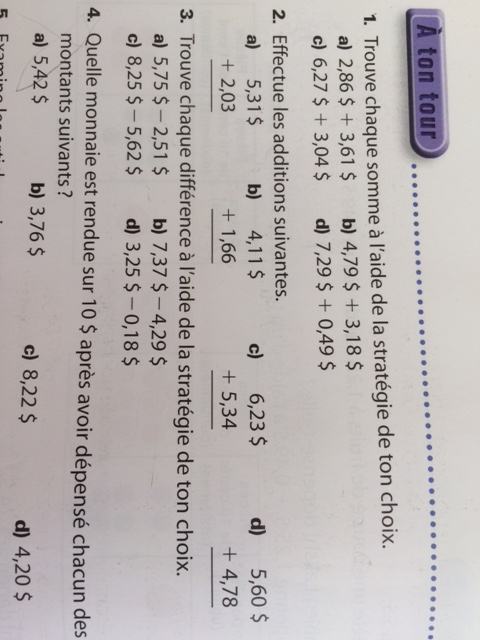 À ton tour
1. Trouve chaque somme à l'aide de la stratégie de ton choix.
a) 2,86 $ + 3,61 $ b) 4,79 $ + 3,18 $
c) 6,27 $ + 3,04 $ d) 7,29 $ + 0,49 $
2. Effectue les additions suivantes.
a) 5,31 $ b) 4,11 $ c) 6,23 $ d) 5,60 $
+ 2,03 + 1,66 + 5,34 + 4,78
3. Trouve chaque différence à l'aide de la stratégie de ton choix.
a) 5,75 $ − 2,51 $ b) 7,37 $ − 4,29 $
c) 8,25 $ − 5,62 $ d) 3,25 $ − 0,18 $
4. Quelle monnaie est rendue sur 10 $ après avoir dépensé chacun des
montants suivants ?
a) 5,42 $ b) 3,76 $ c) 8,22 $ d) 4,20 $
5.